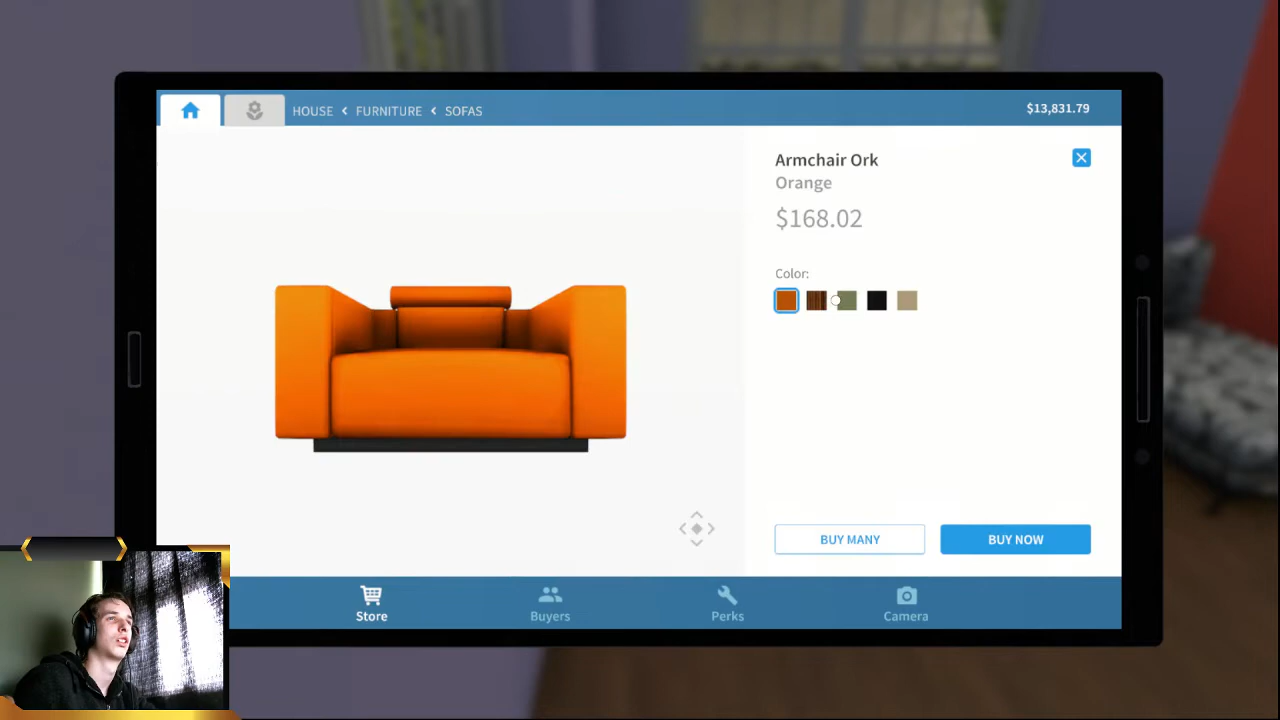 HOUSE < FURNITURE < SOFAS
$13,831.79
Armchair Ork
Orange
$168.02
Color:
BUY MANY
BUY NOW
Store
Buyers
Perks
Camera